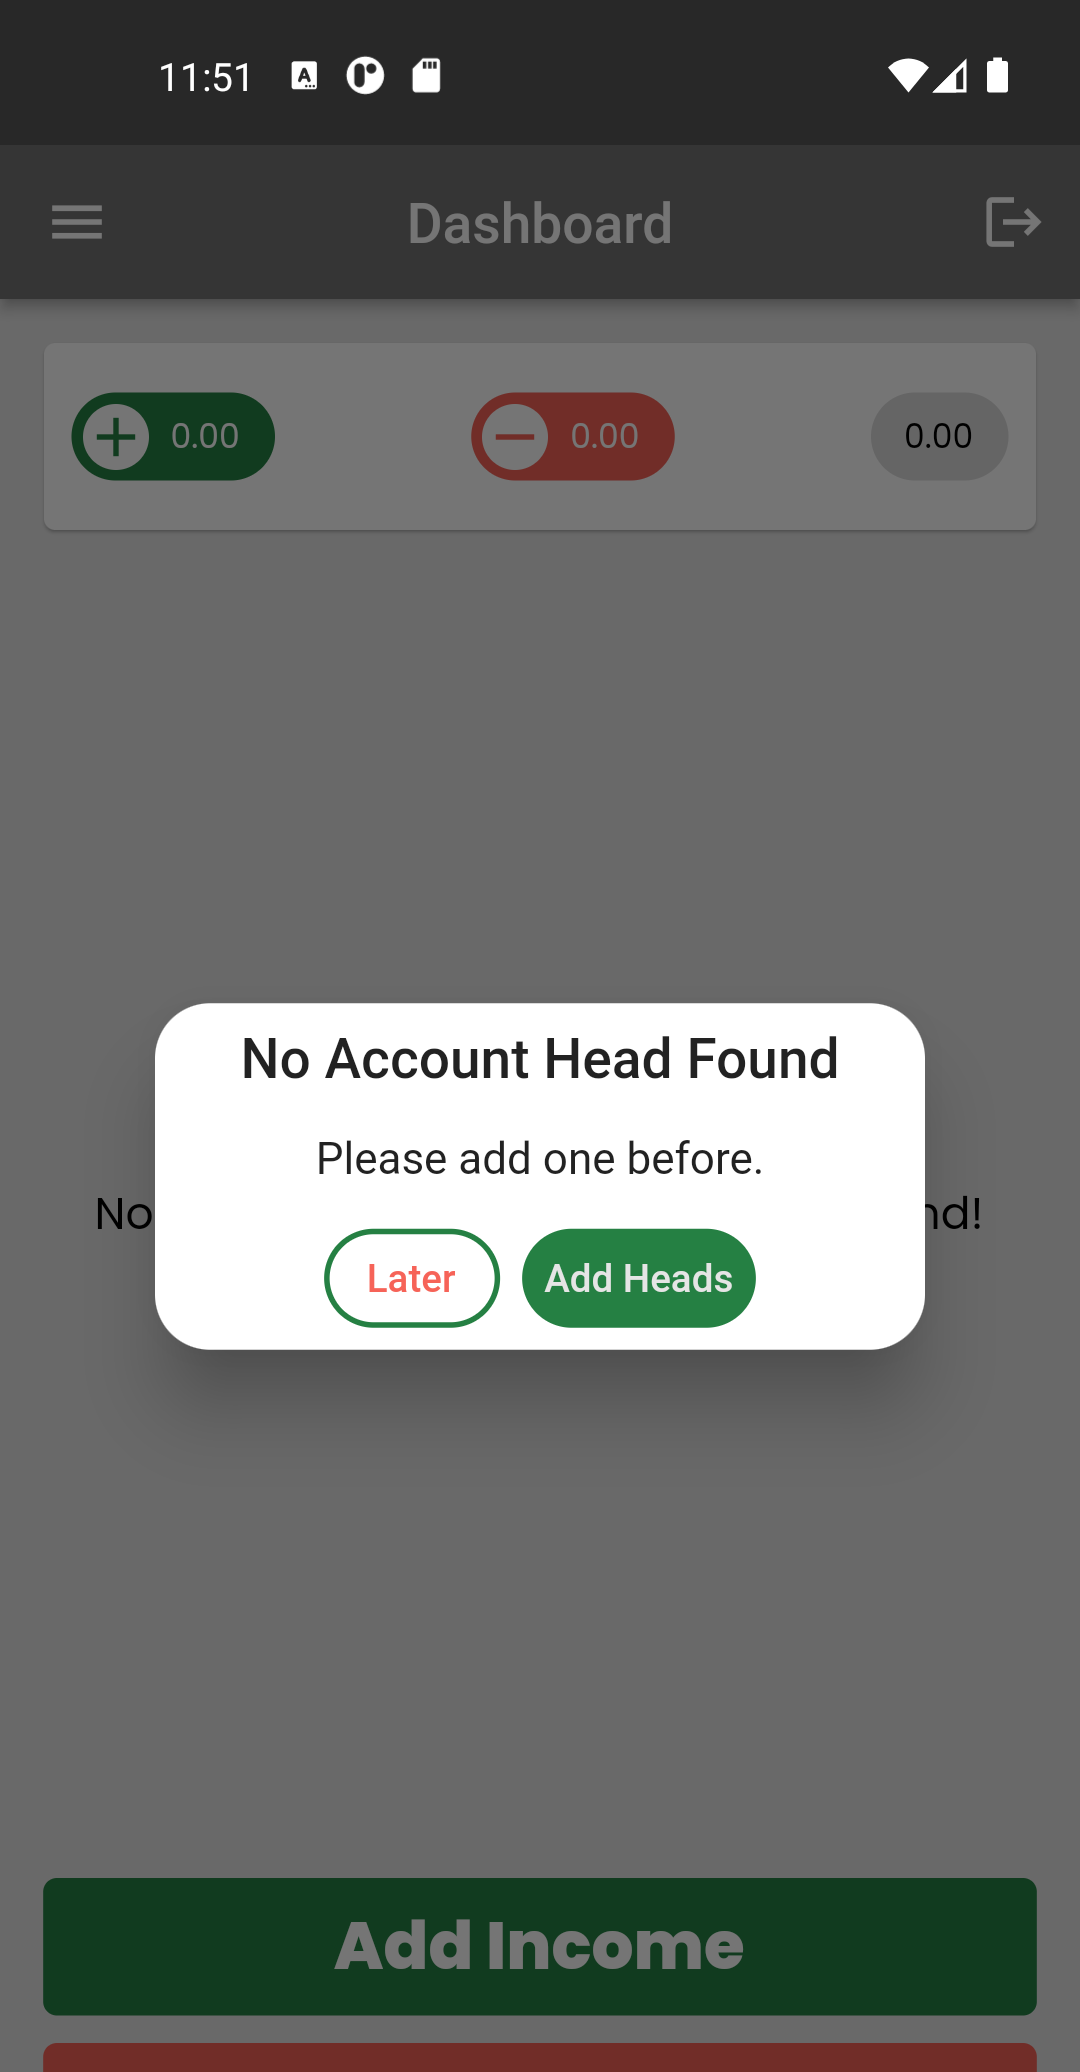 11:51
Dashboard
0.00 0.00 0.00
No Account Head Found
Please add one before.
No nd!
Later Add Heads
Add Income